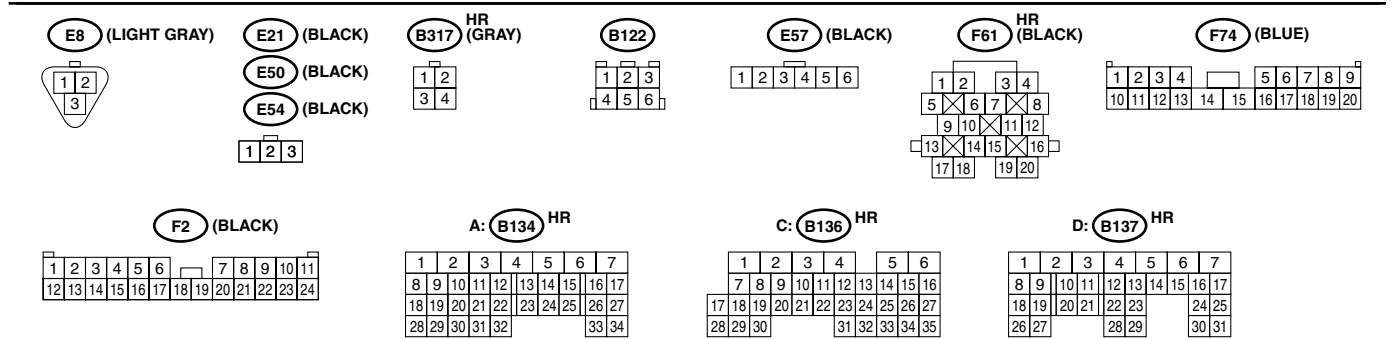 E8 (LIGHT GRAY)
1 2
3
E21 (BLACK)
E50 (BLACK)
E54 (BLACK)
1 2 3
B317 HR (GRAY)
1 2
3 4
B122
1 2 3
4 5 6
E57 (BLACK)
1 2 3 4 5 6
F61 HR (BLACK)
1 2 3 4
5 6 7 8
9 10 11 12
13 14 15 16
17 18 19 20
F74 (BLUE)
1 2 3 4 5 6 7 8 9
10 11 12 13 14 15 16 17 18 19 20
F2 (BLACK)
1 2 3 4 5 6 7 8 9 10 11
12 13 14 15 16 17 18 19 20 21 22 23 24
A: B134 HR
1 2 3 4 5 6 7
8 9 10 11 12 13 14 15 16 17
18 19 20 21 22 23 24 25 26 27
28 29 30 31 32 33 34
C: B136 HR
1 2 3 4 5 6
7 8 9 10 11 12 13 14 15 16
17 18 19 20 21 22 23 24 25 26 27
28 29 30 31 32 33 34 35
D: B137 HR
1 2 3 4 5 6 7
8 9 10 11 12 13 14 15 16 17
18 19 20 21 22 23 24 25
26 27 28 29 30 31